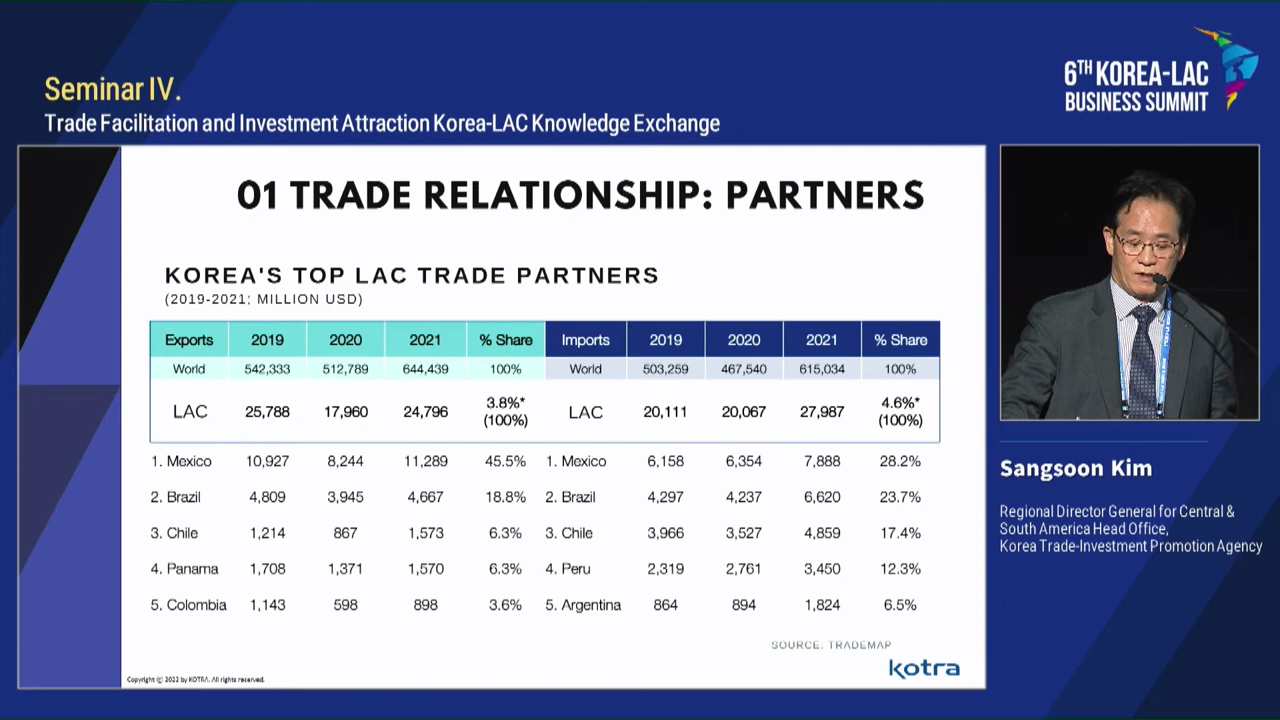 Seminar IV.
Trade Facilitation and Investment Attraction Korea-LAC Knowledge Exchange
6TH KOREA-LAC
BUSINESS SUMMIT
01 TRADE RELATIONSHIP: PARTNERS
KOREA'S TOP LAC TRADE PARTNERS
(2019-2021; MILLION USD)
Exports 2019 2020 2021 % Share Imports 2019 2020 2021 % Share
World 542,333 512,789 644,439 100% World 503,259 467,540 615,034 100%
LAC 25,788 17,960 24,796 3.8%* (100%) LAC 20,111 20,067 27,987 4.6%* (100%)
1. Mexico 10,927 8,244 11,289 45.5% 1. Mexico 6,158 6,354 7,888 28.2%
2. Brazil 4,809 3,945 4,667 18.8% 2. Brazil 4,297 4,237 6,620 23.7%
3. Chile 1,214 867 1,573 6.3% 3. Chile 3,966 3,527 4,859 17.4%
4. Panama 1,708 1,371 1,570 6.3% 4. Peru 2,319 2,761 3,450 12.3%
5. Colombia 1,143 598 898 3.6% 5. Argentina 864 894 1,824 6.5%
SOURCE. TRADEMAP
kotra
Copyright ⓒ 2022 by KOTRA. All rights reserved.
Sangsoon Kim
Regional Director General for Central &
South America Head Office,
Korea Trade-Investment Promotion Agency